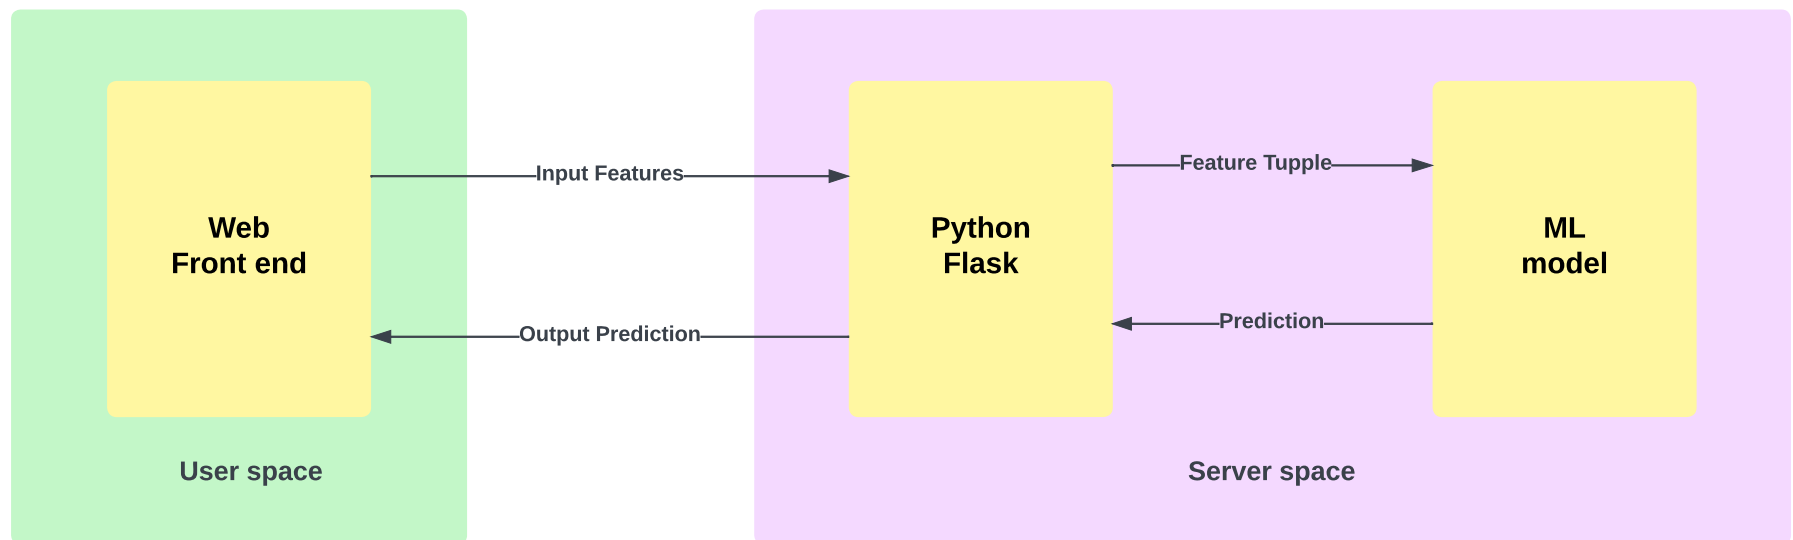 Web
Front end
Input Features
Output Prediction
Python
Flask
Feature Tupple
Prediction
ML
model
User space
Server space